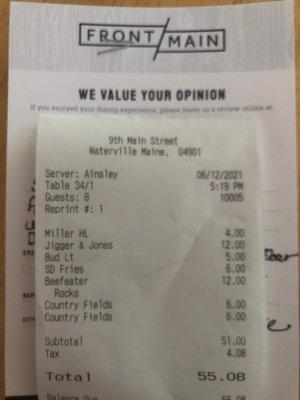 FRONT/MAIN
WE VALUE YOUR OPINION
If you enjoyed your dining experience, please leave us a review online at:
9th Main Street
Waterville Maine, 04901
Server: Ainsley 06/12/2021
Table 34/1 5:19 PM
Guests: 8 10005
Reprint #: 1
Miller HL 4.00
Jigger & Jones 12.00
Bud Lt 5.00
SD Fries 6.00
Beefeater 12.00
Rocks
Country Fields 6.00
Country Fields 6.00
Subtotal 51.00
Tax 4.08
Total 55.08
Balance Due 55.08